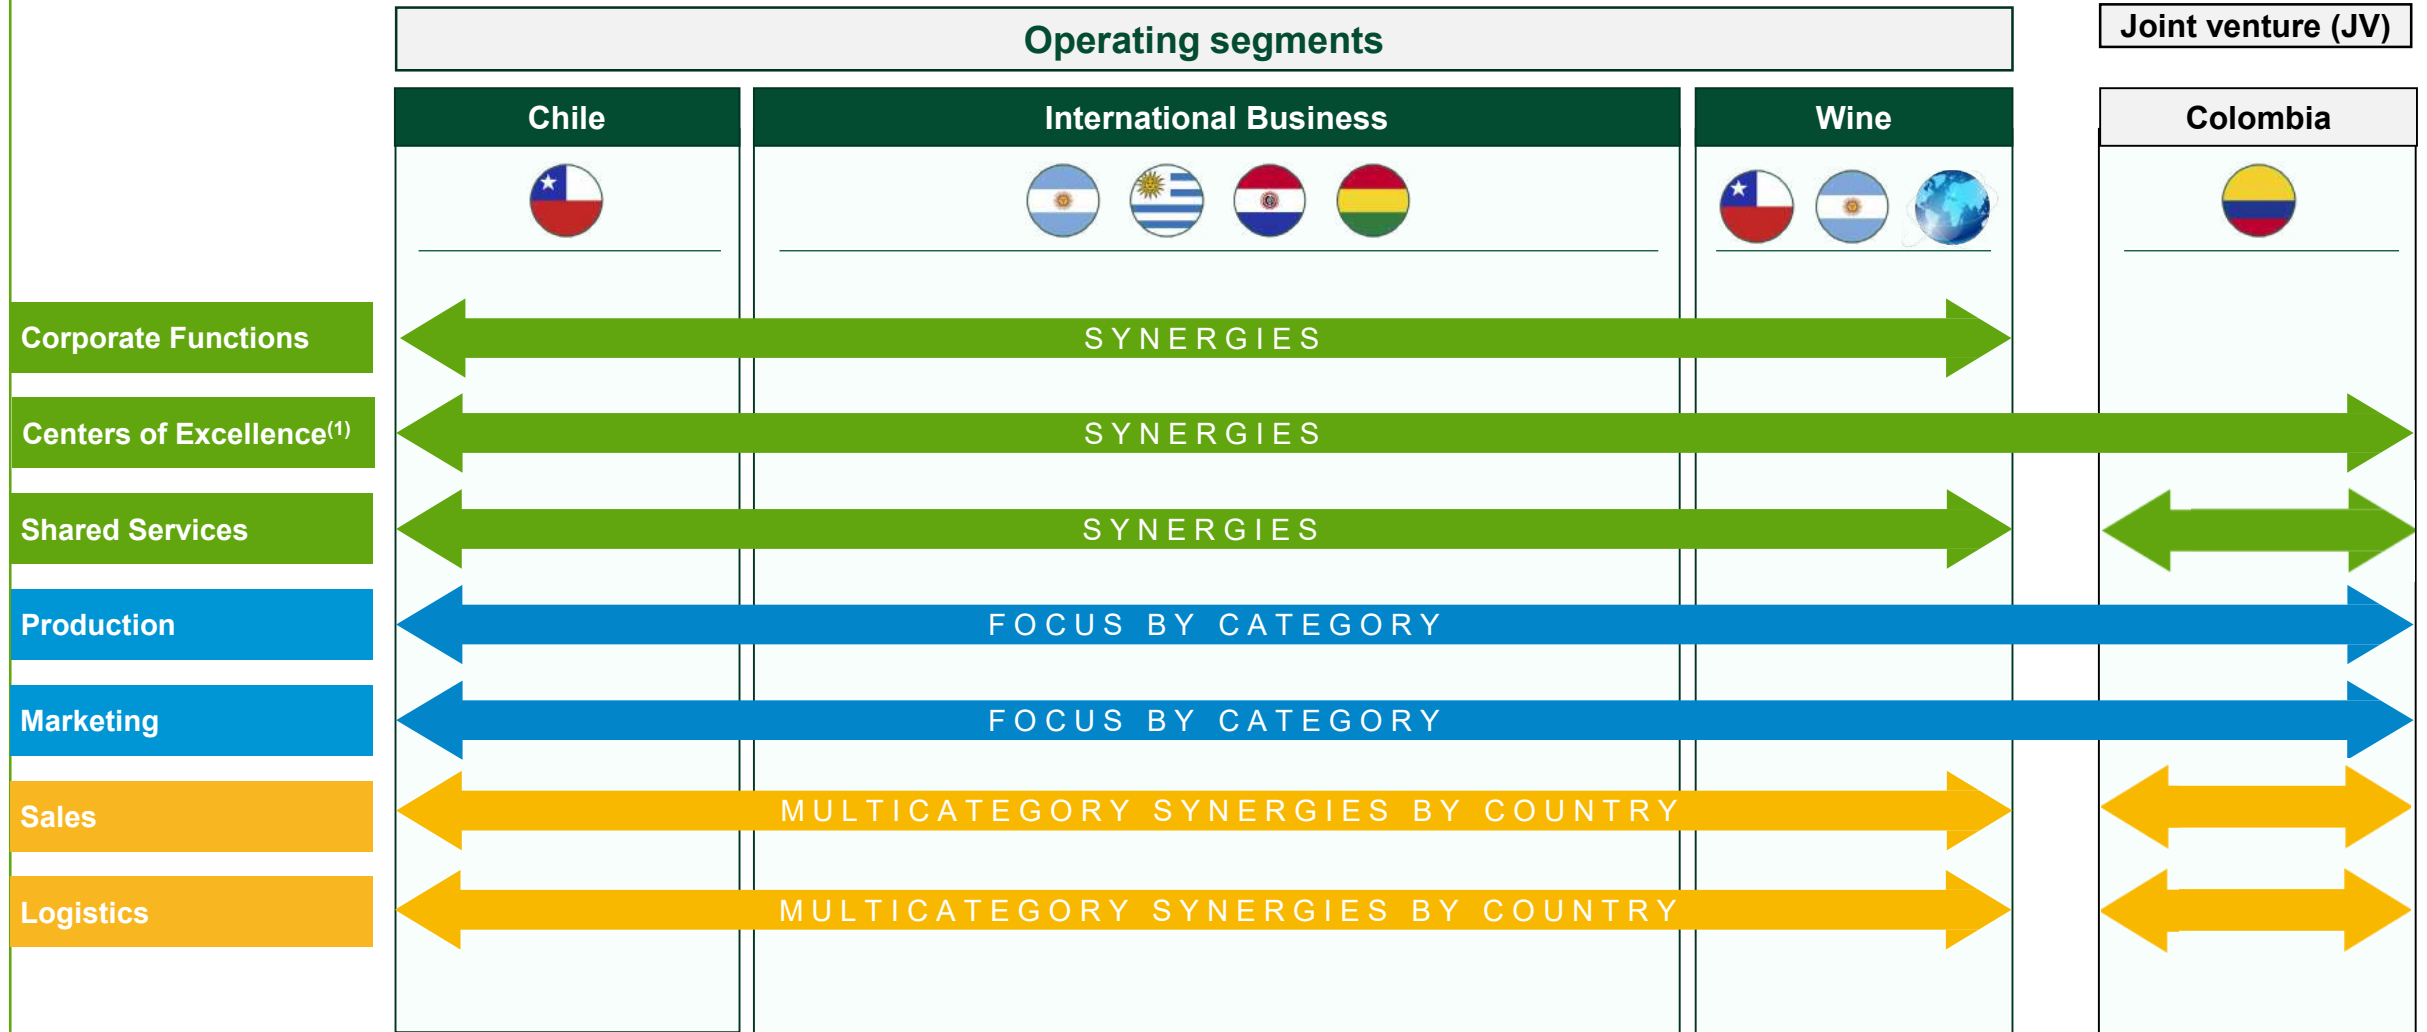 Operating segments
Joint venture (JV)
Chile
International Business
Wine
Colombia
Corporate Functions
SYNERGIES
Centers of Excellence(1)
SYNERGIES
Shared Services
SYNERGIES
Production
FOCUS BY CATEGORY
Marketing
FOCUS BY CATEGORY
Sales
MULTICATEGORY SYNERGIES BY COUNTRY
Logistics
MULTICATEGORY SYNERGIES BY COUNTRY